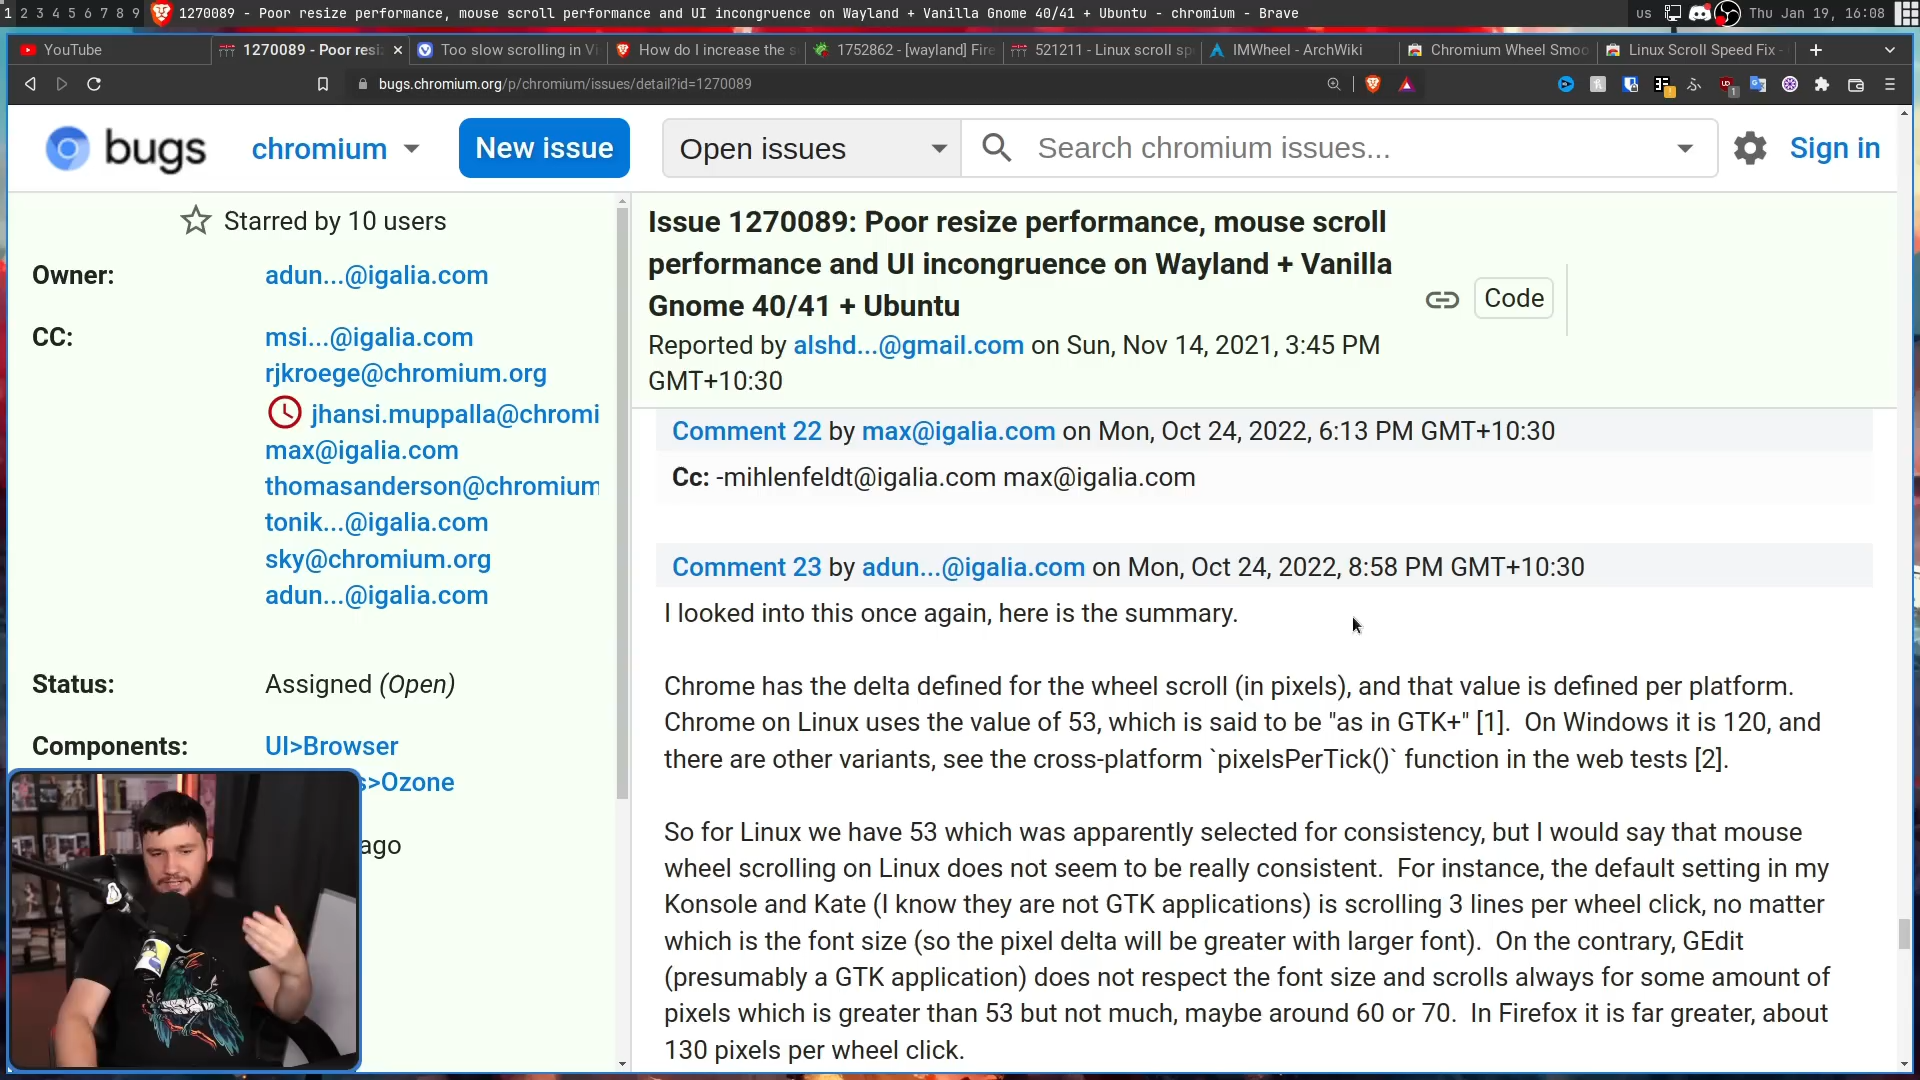 1 2 3 4 5 6 7 8 9 1270089 - Poor resize performance, mouse scroll performance and UI incongruence on Wayland + Vanilla Gnome 40/41 + Ubuntu - chromium - Brave us Thu Jan 19, 16:08
YouTube 1270089 - Poor resi Too slow scrolling in Vi How do I increase the s 1752862 - [wayland] Fire 521211 - Linux scroll sp IMWheel - ArchWiki Chromium Wheel Smoo Linux Scroll Speed Fix -
bugs.chromium.org/p/chromium/issues/detail?id=1270089
bugs chromium New issue Open issues Search chromium issues... Sign in
Starred by 10 users
Owner: adun...@igalia.com
CC: msi...@igalia.com
rjkroege@chromium.org
jhansi.muppalla@chromi
max@igalia.com
thomasanderson@chromium
tonik...@igalia.com
sky@chromium.org
adun...@igalia.com
Status: Assigned (Open)
Components: UI>Browser
s>Ozone
ago
Issue 1270089: Poor resize performance, mouse scroll
performance and UI incongruence on Wayland + Vanilla
Gnome 40/41 + Ubuntu
Code
Reported by alshd...@gmail.com on Sun, Nov 14, 2021, 3:45 PM
GMT+10:30
Comment 22 by max@igalia.com on Mon, Oct 24, 2022, 6:13 PM GMT+10:30
Cc: -mihlenfeldt@igalia.com max@igalia.com
Comment 23 by adun...@igalia.com on Mon, Oct 24, 2022, 8:58 PM GMT+10:30
I looked into this once again, here is the summary.
Chrome has the delta defined for the wheel scroll (in pixels), and that value is defined per platform.
Chrome on Linux uses the value of 53, which is said to be "as in GTK+" [1]. On Windows it is 120, and
there are other variants, see the cross-platform `pixelsPerTick()` function in the web tests [2].
So for Linux we have 53 which was apparently selected for consistency, but I would say that mouse
wheel scrolling on Linux does not seem to be really consistent. For instance, the default setting in my
Konsole and Kate (I know they are not GTK applications) is scrolling 3 lines per wheel click, no matter
which is the font size (so the pixel delta will be greater with larger font). On the contrary, GEdit
(presumably a GTK application) does not respect the font size and scrolls always for some amount of
pixels which is greater than 53 but not much, maybe around 60 or 70. In Firefox it is far greater, about
130 pixels per wheel click.